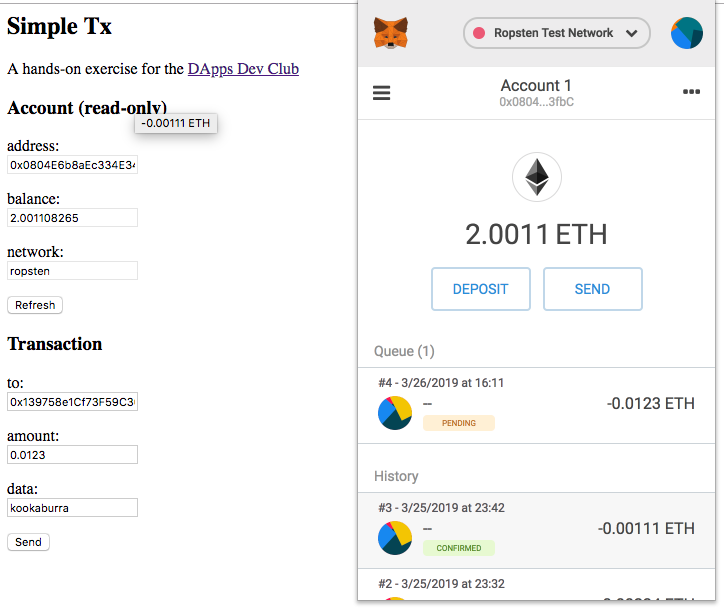 Simple Tx
A hands-on exercise for the DApps Dev Club
Account (read-only)
-0.00111 ETH
address:
0x0804E6b8aEc334E34
balance:
2.001108265
network:
ropsten
Refresh
Transaction
to:
0x139758e1Cf73F59C3
amount:
0.0123
data:
kookaburra
Send
Ropsten Test Network
Account 1
0x0804...3fbC
2.0011 ETH
DEPOSIT
SEND
Queue (1)
#4 - 3/26/2019 at 16:11
--
-0.0123 ETH
PENDING
History
#3 - 3/25/2019 at 23:42
--
-0.00111 ETH
CONFIRMED
#2 - 3/25/2019 at 23:32